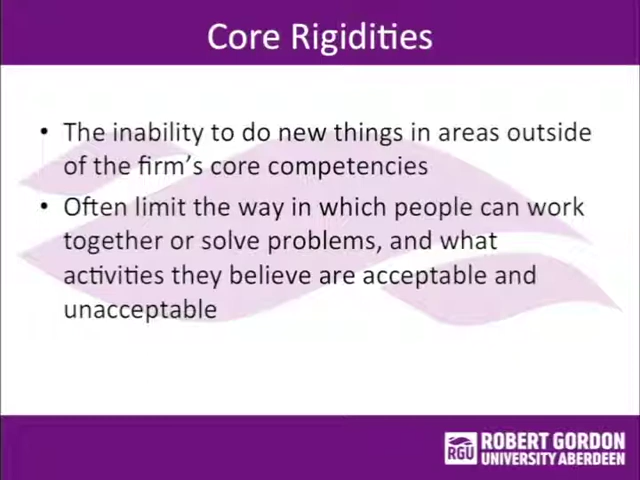 Core Rigidities
• The inability to do new things in areas outside
of the firm's core competencies
• Often limit the way in which people can work
together or solve problems, and what
activities they believe are acceptable and
unacceptable
RGU
ROBERT GORDON
UNIVERSITY ABERDEEN